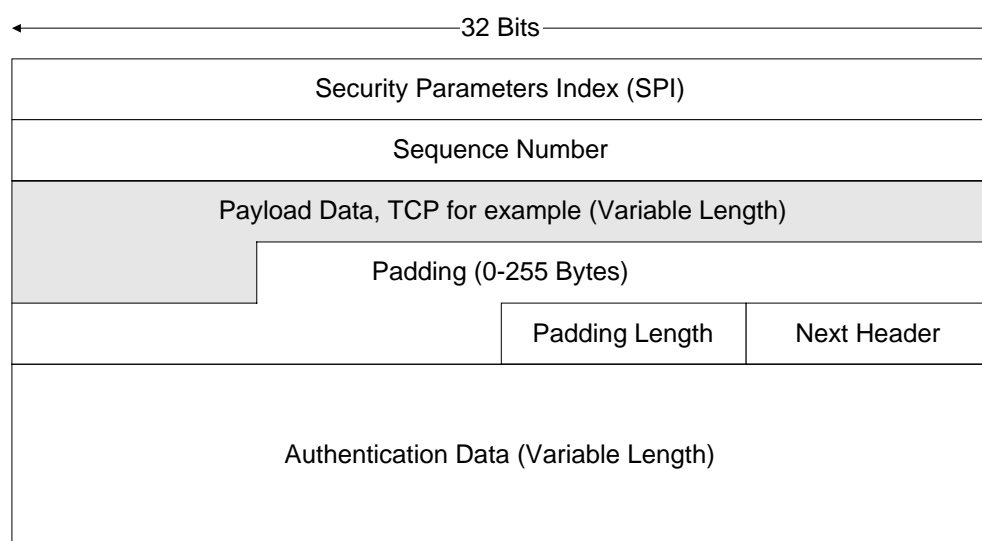 32 Bits
Security Parameters Index (SPI)
Sequence Number
Payload Data, TCP for example (Variable Length)
Padding (0-255 Bytes)
Padding Length
Next Header
Authentication Data (Variable Length)